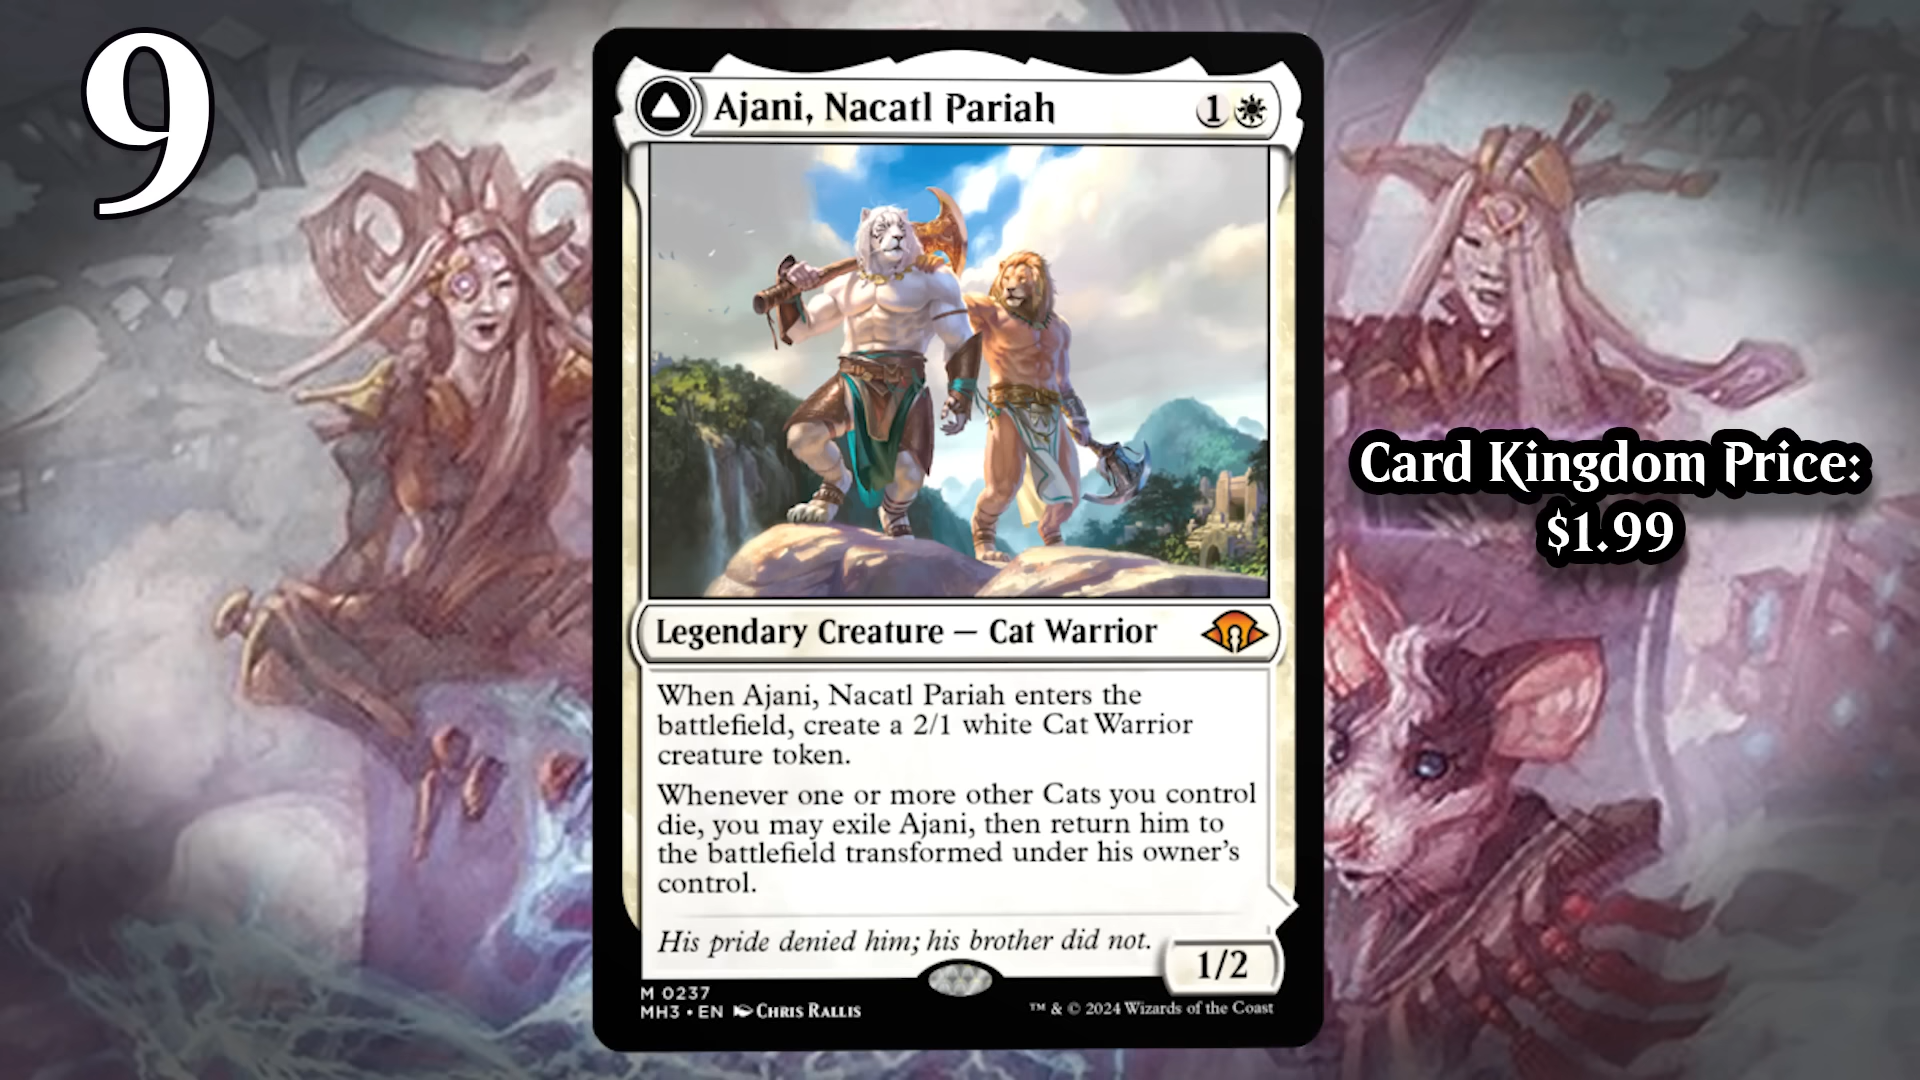 9
Ajani, Nacatl Pariah
1
Card Kingdom Price:
$1.99
Legendary Creature — Cat Warrior
When Ajani, Nacatl Pariah enters the
battlefield, create a 2/1 white Cat Warrior
creature token.
Whenever one or more other Cats you control
die, you may exile Ajani, then return him to
the battlefield transformed under his owner's
control.
His pride denied him; his brother did not.
1/2
M 0237
MH3 • EN Chris Rallis
™ & © 2024 Wizards of the Coast